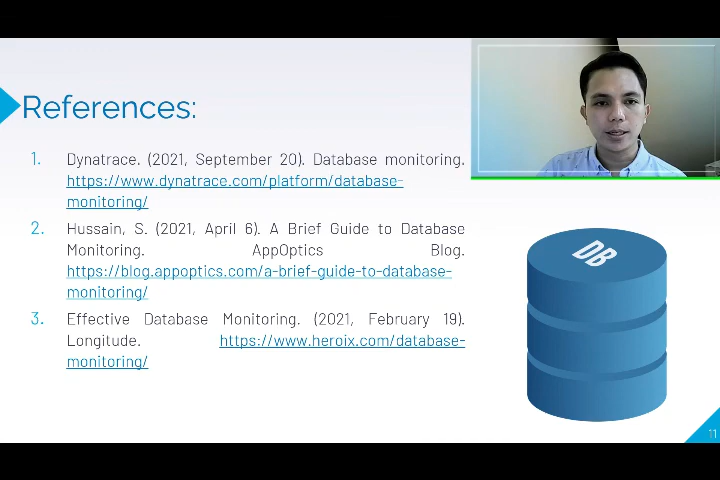 References:
1. Dynatrace. (2021, September 20). Database monitoring.
https://www.dynatrace.com/platform/database-
monitoring/
2. Hussain, S. (2021, April 6). A Brief Guide to Database
Monitoring. AppOptics Blog.
https://blog.appoptics.com/a-brief-guide-to-database-
monitoring/
3. Effective Database Monitoring. (2021, February 19).
Longitude. https://www.heroix.com/database-
monitoring/
DB
11